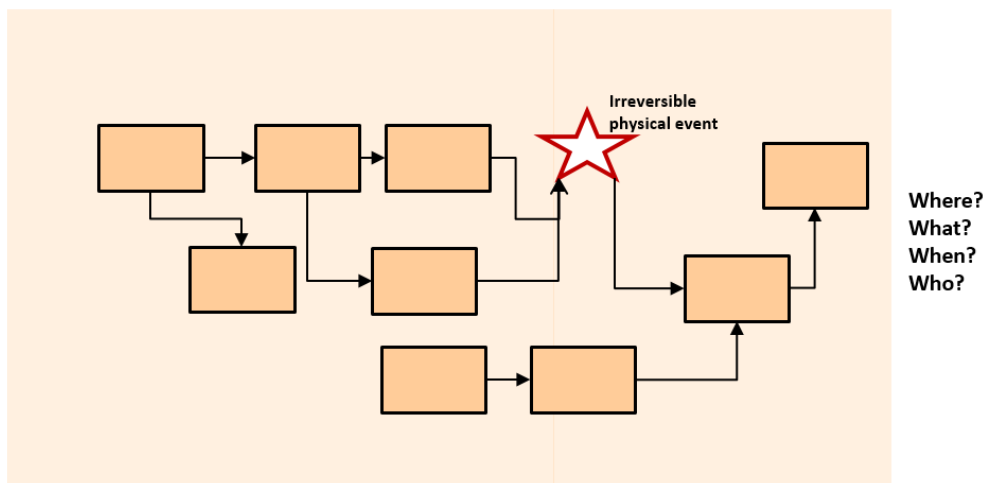 Irreversible
physical event
Where?
What?
When?
Who?